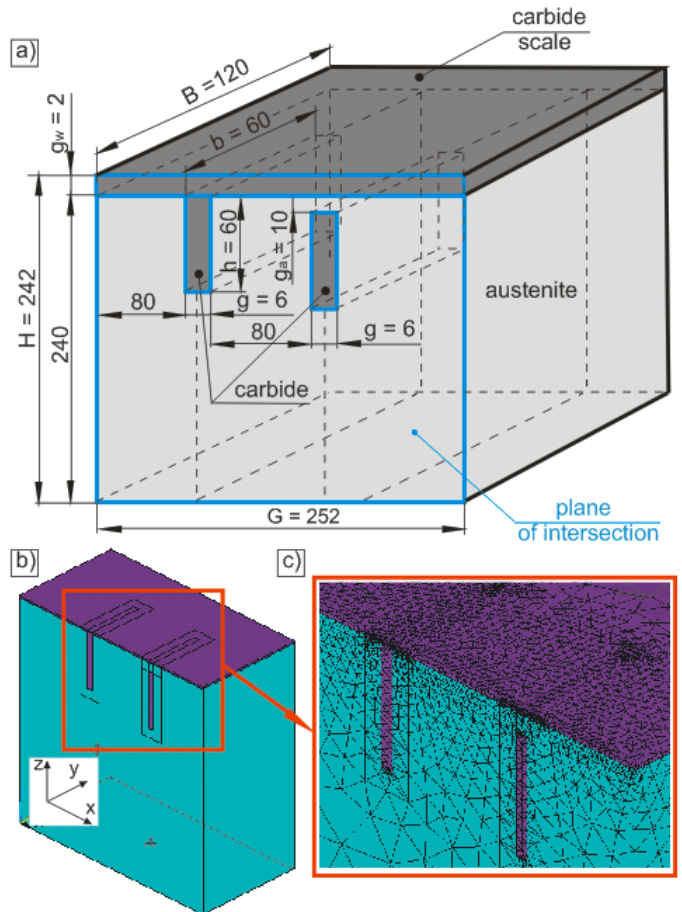 a)
carbide
scale
B =120
b = 60
gw = 2
H = 242
240
h = 60
ga = 10
80
g = 6
80
g = 6
austenite
carbide
plane
of intersection
G = 252
b)
c)
z
y
x